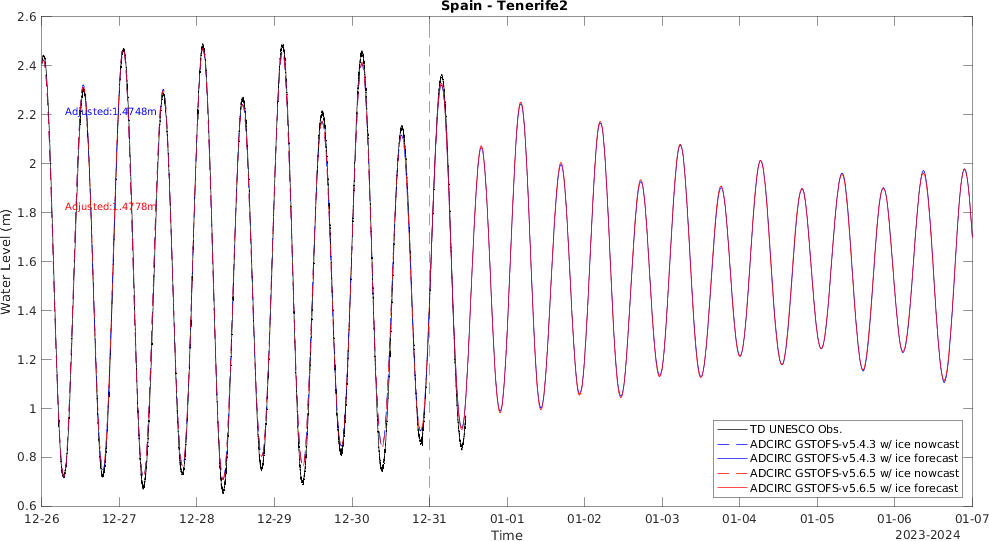 Spain - Tenerife2
2.6
2.4
2.2
2
1.8
1.6
1.4
1.2
1
0.8
0.6
Water Level (m)
Adjusted:1.4748m
Adjusted:1.4778m
TD UNESCO Obs.
ADCIRC GSTOFS-v5.4.3 w/ ice nowcast
ADCIRC GSTOFS-v5.4.3 w/ ice forecast
ADCIRC GSTOFS-v5.6.5 w/ ice nowcast
ADCIRC GSTOFS-v5.6.5 w/ ice forecast
12-26 12-27 12-28 12-29 12-30 12-31 01-01 01-02 01-03 01-04 01-05 01-06 01-07
Time
2023-2024